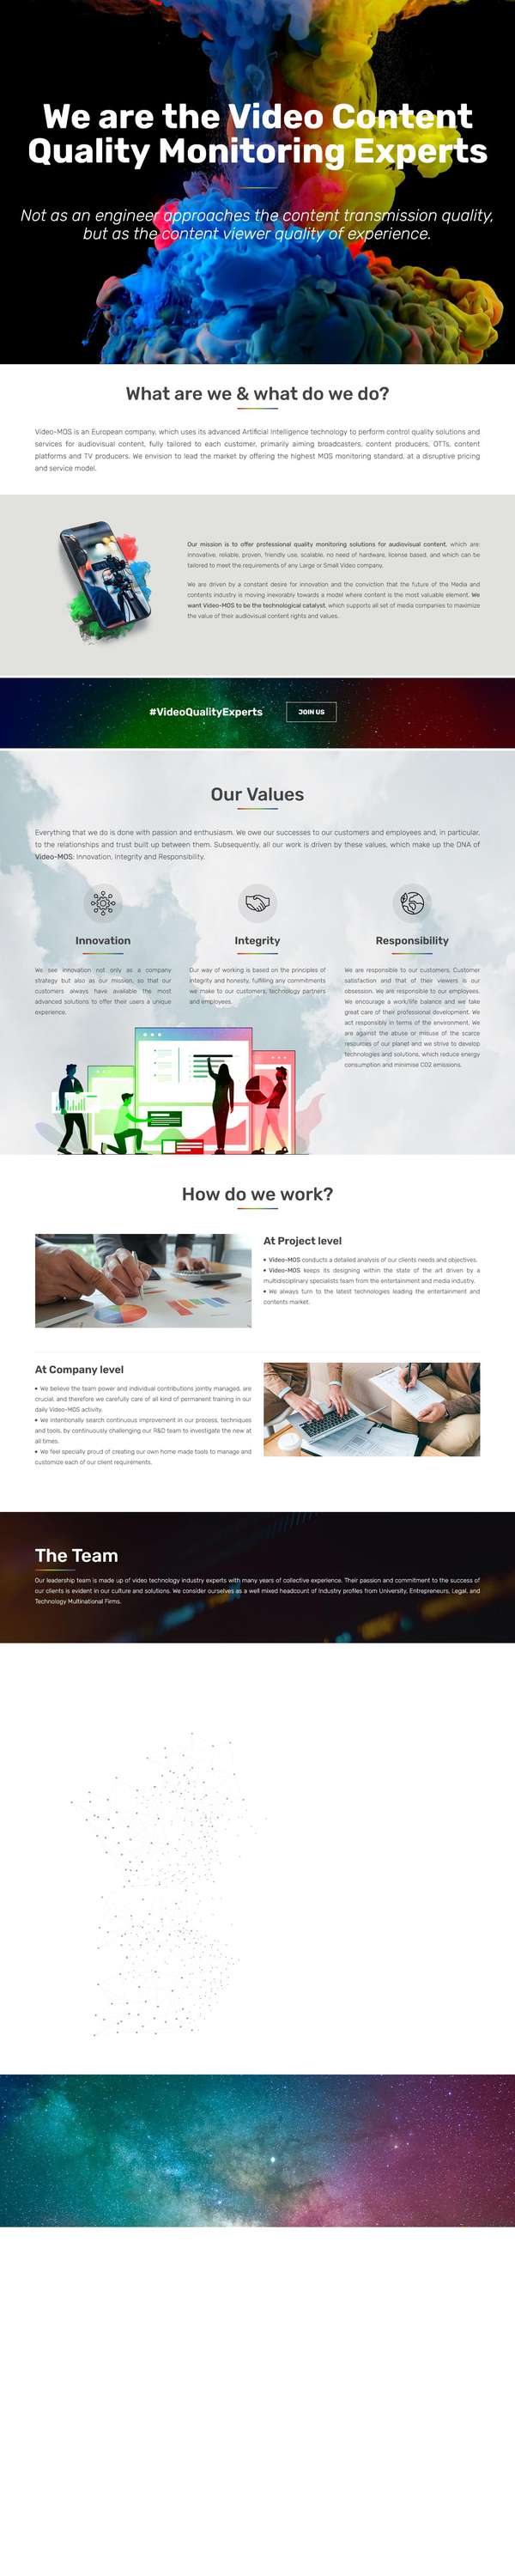 We are the Video Content
Quality Monitoring Experts
Not as an engineer approaches the content transmission quality,
but as the content viewer quality of experience.
What are we & what do we do?
Video-MOS is an European company, which uses its advanced Artificial Intelligence technology to perform control quality solutions and
services for audiovisual content, fully tailored to each customer, primarily aiming broadcasters, content producers, OTTs, content
platforms and TV producers. We envision to lead the market by offering the highest MOS monitoring standard, at a disruptive pricing
and service model.
Our mission is to offer professional quality monitoring solutions for audiovisual content, which are:
innovative, reliable, proven, friendly use, scalable, no need of hardware, license based, and which can be
tailored to meet the requirements of any Large or Small Video company.
We are driven by a constant desire for innovation and the conviction that the future of the Media and
contents industry is moving inexorably towards a model where content is the most valuable element. We
want Video-MOS to be the technological catalyst, which supports all set of media companies to maximize
the value of their audiovisual content rights and values.
#VideoQualityExperts
JOIN US
Our Values
Everything that we do is done with passion and enthusiasm. We owe our successes to our customers and employees and, in particular,
to the relationships and trust built up between them. Subsequently, all our work is driven by these values, which make up the DNA of
Video-MOS: Innovation, Integrity and Responsibility.
Innovation
We see innovation not only as a company
strategy but also as our mission, so that our
customers always have available the most
advanced solutions to offer their users a unique
experience.
Integrity
Our way of working is based on the principles of
integrity and honesty, fulfilling any commitments
we make to our customers, technology partners
and employees.
Responsibility
We are responsible to our customers. Customer
satisfaction and that of their viewers is our
obsession. We are responsible to our employees.
We encourage a work/life balance and we take
great care of their professional development. We
act responsibly in terms of the environment. We
are against the abuse or misuse of the scarce
resources of our planet and we strive to develop
technologies and solutions, which reduce energy
consumption and minimise CO2 emissions.
How do we work?
At Project level
• Video-MOS conducts a detailed analysis of our clients needs and objectives.
• Video-MOS keeps its designing within the state of the art driven by a
multidisciplinary specialists team from the entertainment and media industry.
• We always turn to the latest technologies leading the entertainment and
contents market.
At Company level
• We believe the team power and individual contributions jointly managed, are
crucial, and therefore we carefully care of all kind of permanent training in our
daily Video-MOS activity.
• We intentionally search continuous improvement in our process, techniques
and tools, by continuously challenging our R&D team to investigate the new at
all times.
• We feel specially proud of creating our own home made tools to manage and
customize each of our client requirements.
The Team
Our leadership team is made up of video technology industry experts with many years of collective experience. Their passion and commitment to the success of
our clients is evident in our culture and solutions. We consider ourselves as a well mixed headcount of Industry profiles from University, Entrepreneurs, Legal, and
Technology Multinational Firms.